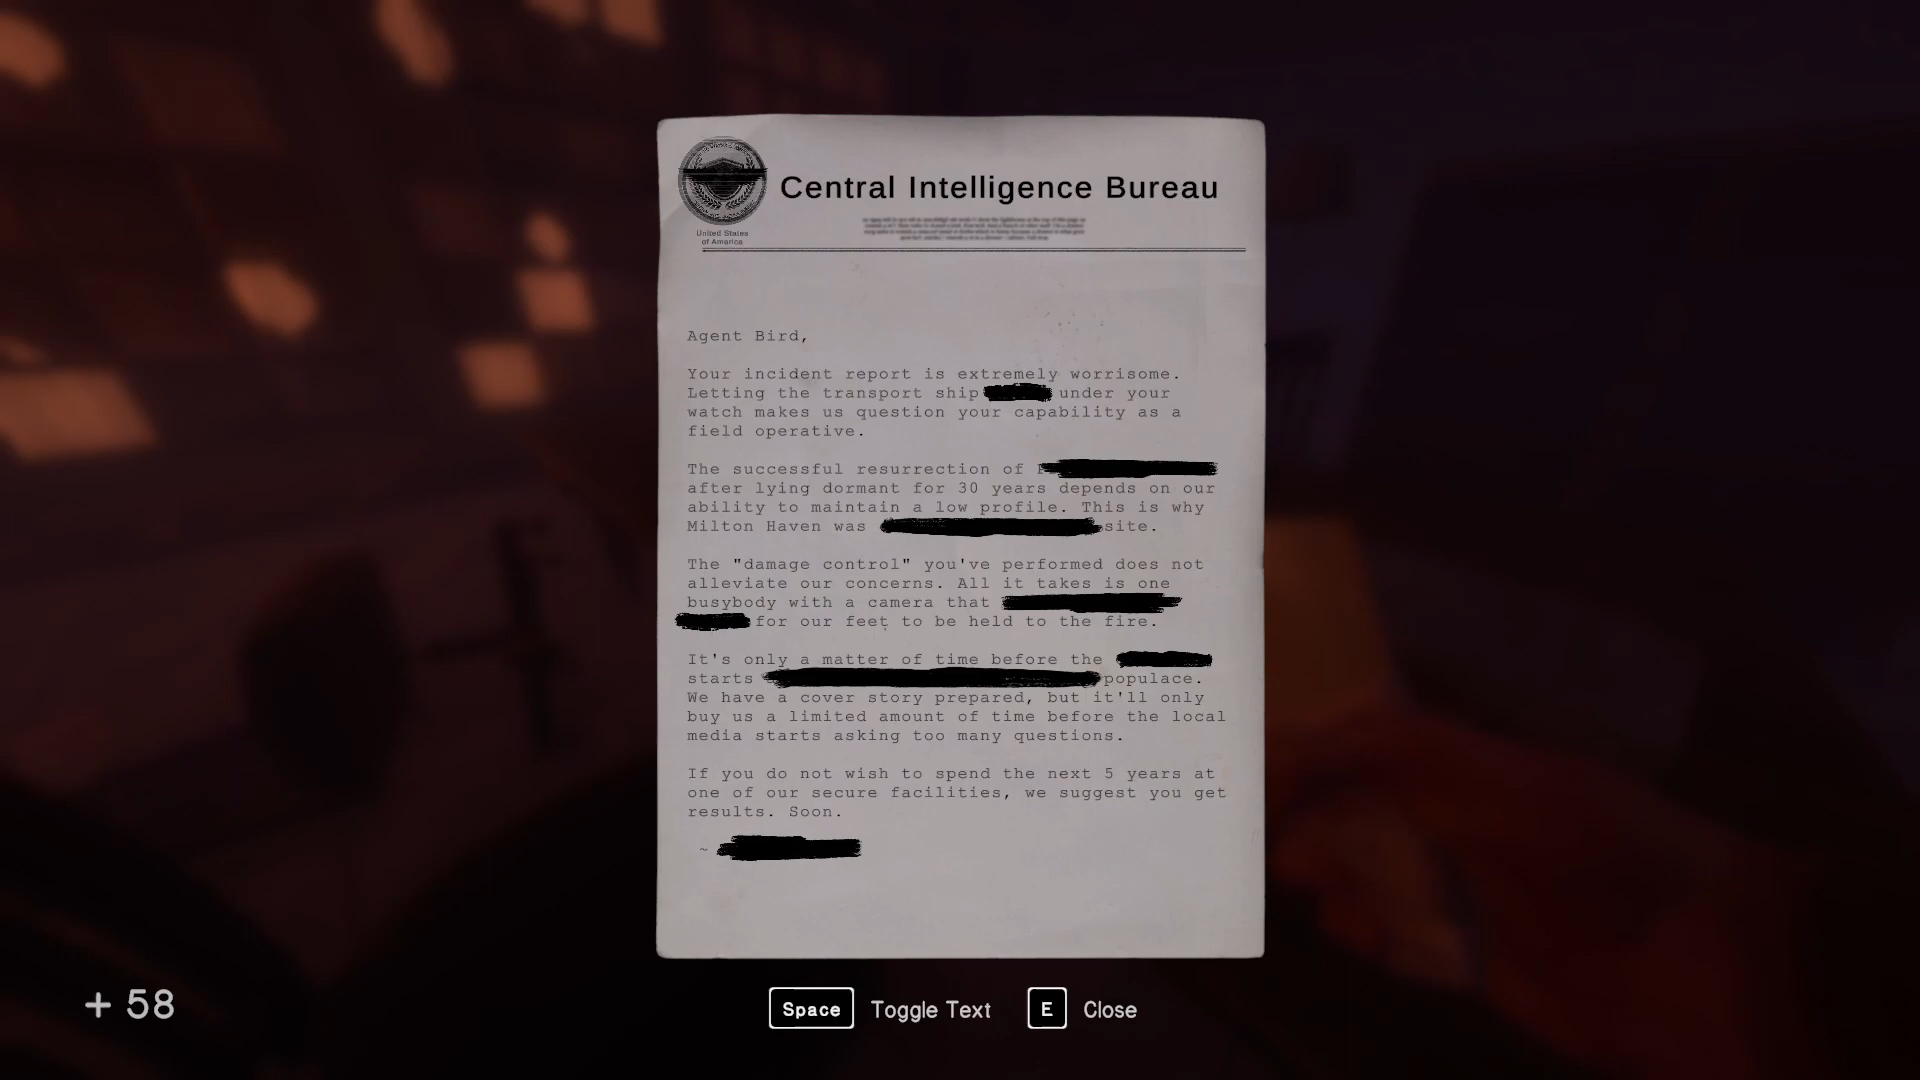 United States
of America
Central Intelligence Bureau
Agent Bird,
Your incident report is extremely worrisome.
Letting the transport ship under your
watch makes us question your capability as a
field operative.
The successful resurrection of
after lying dormant for 30 years depends on our
ability to maintain a low profile. This is why
Milton Haven was site.
The "damage control" you've performed does not
alleviate our concerns. All it takes is one
busybody with a camera that
for our feet to be held to the fire.
It's only a matter of time before the
starts populace.
We have a cover story prepared, but it'll only
buy us a limited amount of time before the local
media starts asking too many questions.
If you do not wish to spend the next 5 years at
one of our secure facilities, we suggest you get
results. Soon.
~
+ 58
Space Toggle Text E Close